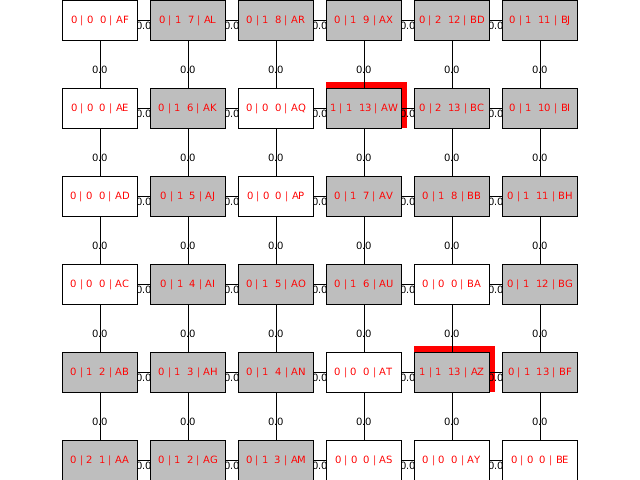 0 | 0 0 | AF 0 | 1 7 | AL 0 | 1 8 | AR 0 | 1 9 | AX 0 | 2 12 | BD 0 | 1 11 | BJ
0.0 0.0 0.0 0.0 0.0
0.0 0.0 0.0 0.0 0.0 0.0
0 | 0 0 | AE 0 | 1 6 | AK 0 | 0 0 | AQ 1 | 1 13 | AW 0 | 2 13 | BC 0 | 1 10 | BI
0.0 0.0 0.0 0.0 0.0
0.0 0.0 0.0 0.0 0.0 0.0
0 | 0 0 | AD 0 | 1 5 | AJ 0 | 0 0 | AP 0 | 1 7 | AV 0 | 1 8 | BB 0 | 1 11 | BH
0.0 0.0 0.0 0.0 0.0
0.0 0.0 0.0 0.0 0.0 0.0
0 | 0 0 | AC 0 | 1 4 | AI 0 | 1 5 | AO 0 | 1 6 | AU 0 | 0 0 | BA 0 | 1 12 | BG
0.0 0.0 0.0 0.0 0.0
0.0 0.0 0.0 0.0 0.0 0.0
0 | 1 2 | AB 0 | 1 3 | AH 0 | 1 4 | AN 0 | 0 0 | AT 1 | 1 13 | AZ 0 | 1 13 | BF
0.0 0.0 0.0 0.0 0.0
0.0 0.0 0.0 0.0 0.0 0.0
0 | 2 1 | AA 0 | 1 2 | AG 0 | 1 3 | AM 0 | 0 0 | AS 0 | 0 0 | AY 0 | 0 0 | BE
0.0 0.0 0.0 0.0 0.0